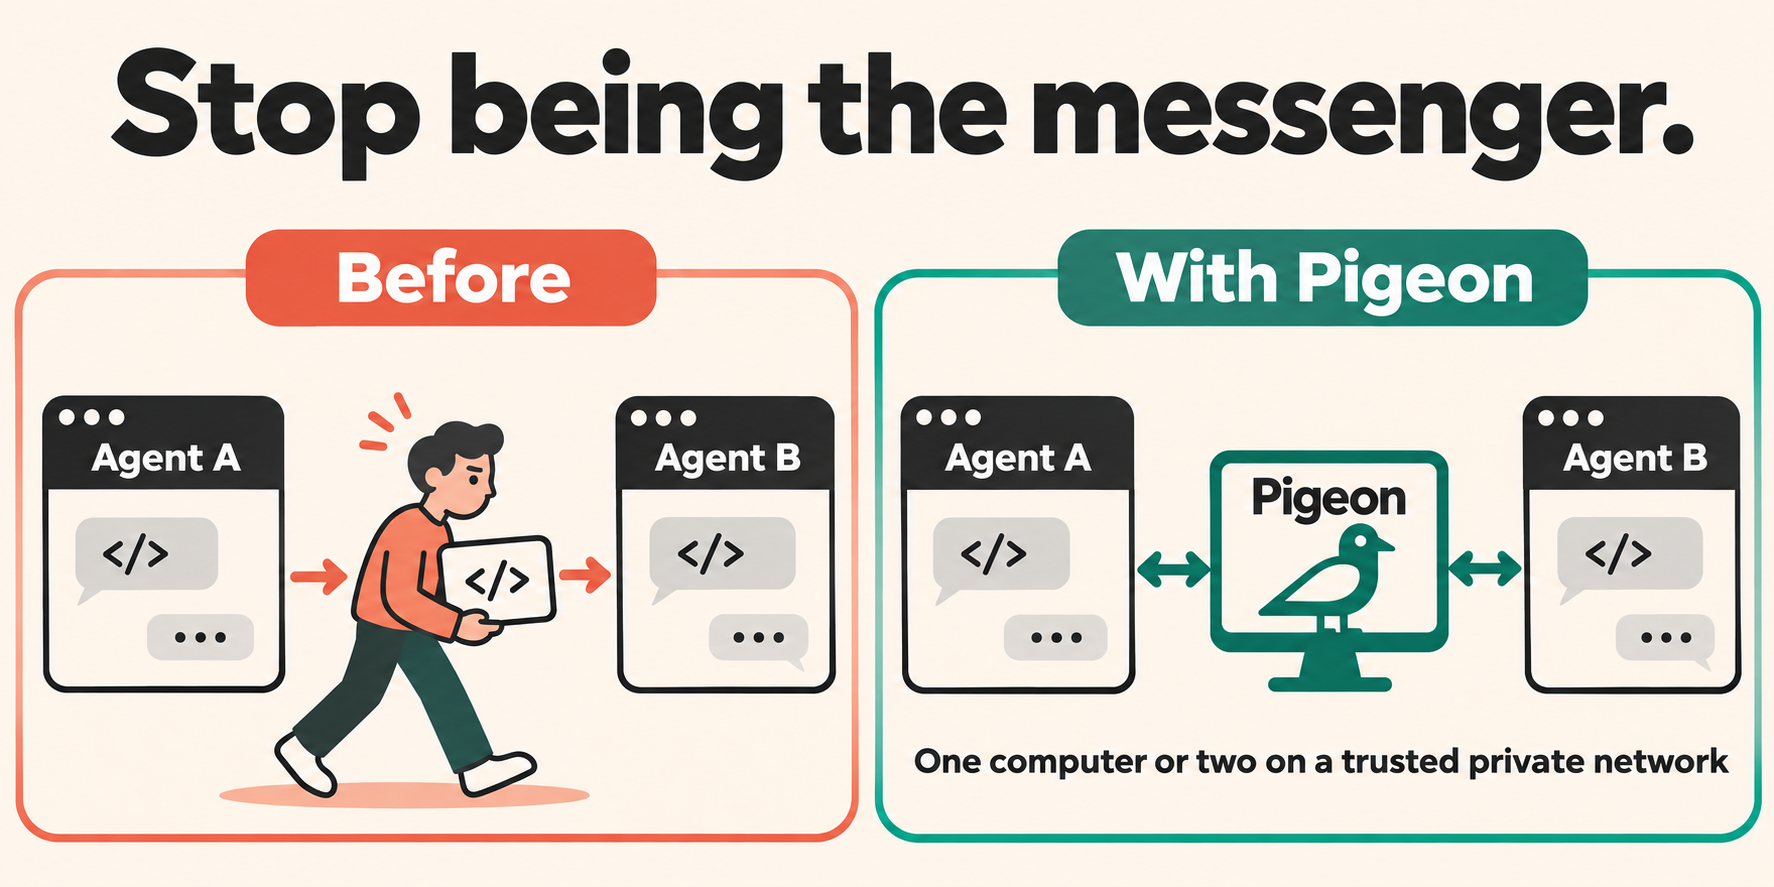 Stop being the messenger.
Before
With Pigeon
Agent A
</>
•••
</>
Agent B
</>
•••
Agent A
</>
•••
Pigeon
Agent B
</>
•••
One computer or two on a trusted private network